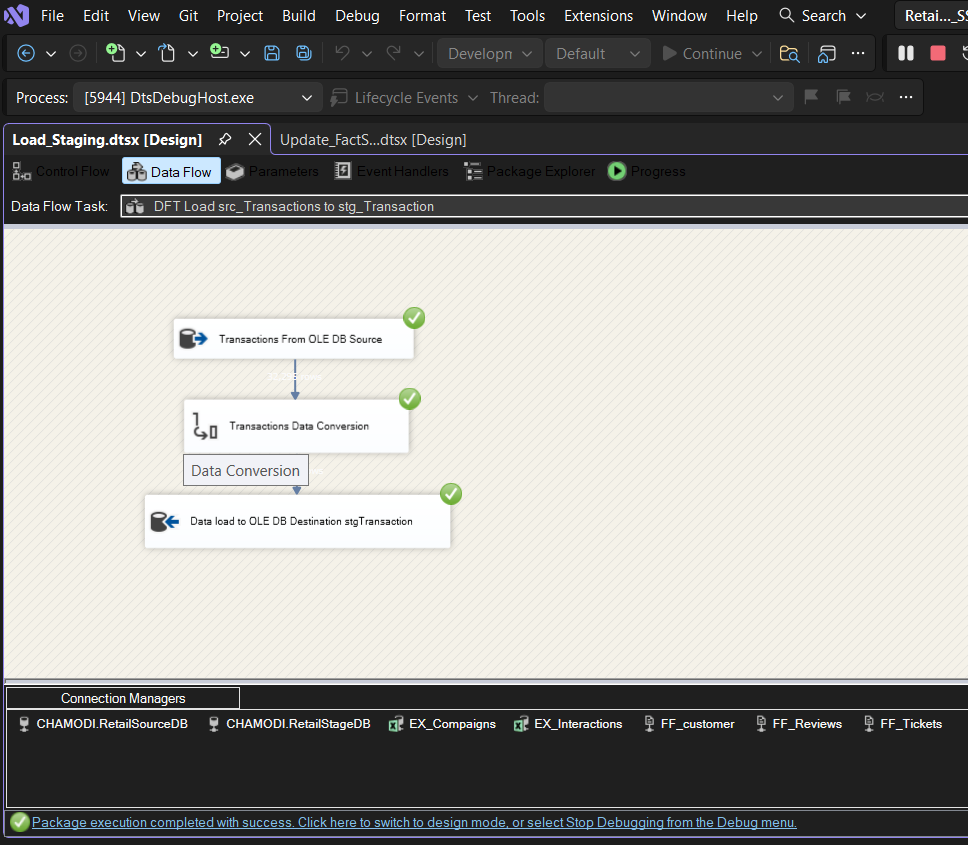 File Edit View Git Project Build Debug Format Test Tools Extensions Window Help Search Retai..._SS
Developn Default Continue
Process: [5944] DtsDebugHost.exe Lifecycle Events Thread:
Load_Staging.dtsx [Design] Update_FactS...dtsx [Design]
Control Flow Data Flow Parameters Event Handlers Package Explorer Progress
Data Flow Task: DFT Load src_Transactions to stg_Transaction
Transactions From OLE DB Source
Transactions Data Conversion
Data Conversion
Data load to OLE DB Destination stgTransaction
Connection Managers
CHAMODI.RetailSourceDB CHAMODI.RetailStageDB EX_Compaigns EX_Interactions FF_customer FF_Reviews FF_Tickets
Package execution completed with success. Click here to switch to design mode, or select Stop Debugging from the Debug menu.